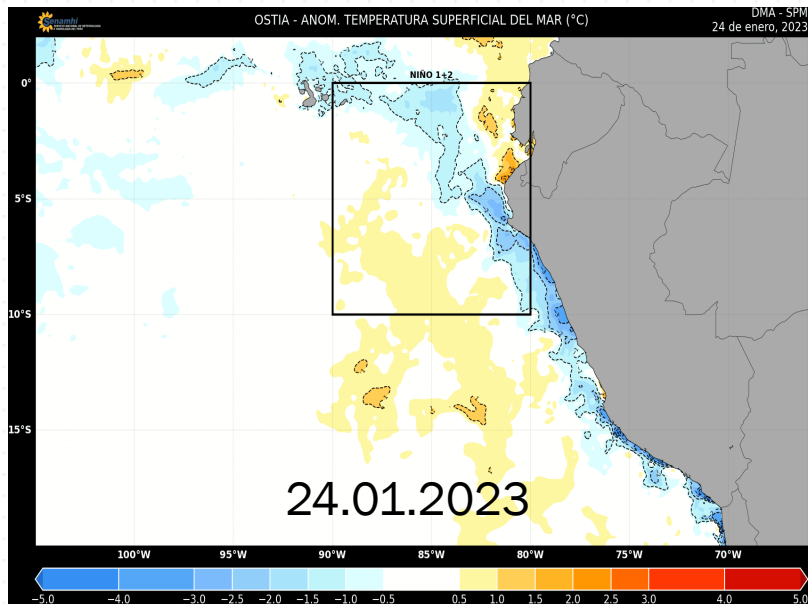 Senamhi
OSTIA - ANOM. TEMPERATURA SUPERFICIAL DEL MAR (°C)
DMA - SPM
24 de enero, 2023
NIÑO 1+2
0°
5°S
10°S
15°S
24.01.2023
100°W 95°W 90°W 85°W 80°W 75°W 70°W
−5.0 −4.0 −3.0 −2.5 −2.0 −1.5 −1.0 −0.5 0.5 1.0 1.5 2.0 2.5 3.0 4.0 5.0